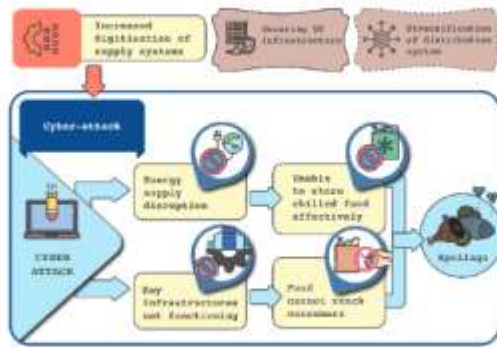 Increased
digitisation of
supply systems
Securing UK
infrastructure
Diversification
of distribution
system
Cyber-attack
CYBER
ATTACK
Energy
supply
disruption
Unable
to store
chilled food
effectively
Key
infrastructures
not functioning
Food
cannot reach
consumers
Spoilage